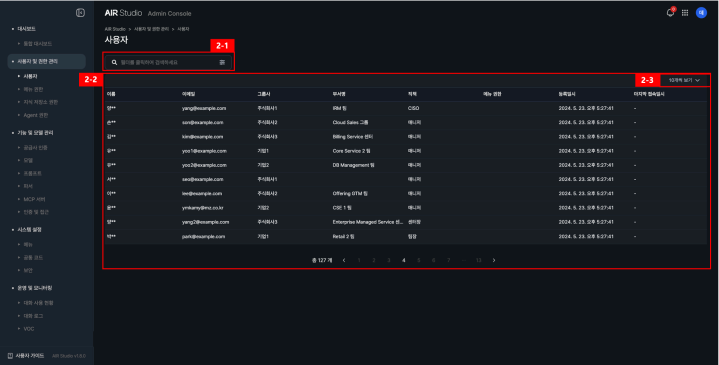 AIR Studio Admin Console
AIR Studio > 사용자 및 권한 관리 > 사용자
사용자
2-1
필터를 클릭하여 검색하세요
2-2
2-3
10개씩 보기
이름 이메일 그룹사 부서명 직책 메뉴 권한 등록일시 마지막 접속일시
양** yang@example.com 주식회사1 IRM 팀 CISO 2024. 5. 23. 오후 5:27:41 -
손** son@example.com 주식회사2 Cloud Sales 그룹 매니저 2024. 5. 23. 오후 5:27:41 -
김** kim@example.com 주식회사3 Billing Service 센터 매니저 2024. 5. 23. 오후 5:27:41 -
유** yoo1@example.com 기업1 Core Service 2 팀 매니저 2024. 5. 23. 오후 5:27:41 -
유** yoo2@example.com 기업2 DB Management 팀 매니저 2024. 5. 23. 오후 5:27:41 -
서** seo@example.com 주식회사1 매니저 2024. 5. 23. 오후 5:27:41 -
이** lee@example.com 주식회사2 Offering GTM 팀 매니저 2024. 5. 23. 오후 5:27:41 -
윤** ymkamy@mz.co.kr 기업2 CSE 1 팀 매니저 2024. 5. 23. 오후 5:27:41 -
양** yang2@example.com 주식회사3 Enterprise Managed Service 센... 센터장 2024. 5. 23. 오후 5:27:41 -
박** park@example.com 기업1 Retail 2 팀 팀장 2024. 5. 23. 오후 5:27:41 -
총 127 개 < 1 2 3 4 5 6 7 ... 13 >
대시보드
통합 대시보드
사용자 및 권한 관리
사용자
메뉴 권한
지식 저장소 권한
Agent 권한
기능 및 모델 관리
공급사 인증
모델
프롬프트
파서
MCP 서버
인증 및 접근
시스템 설정
메뉴
공통 코드
보안
운영 및 모니터링
대화 사용 현황
대화 로그
VOC
사용자 가이드 AIR Studio v1.8.0